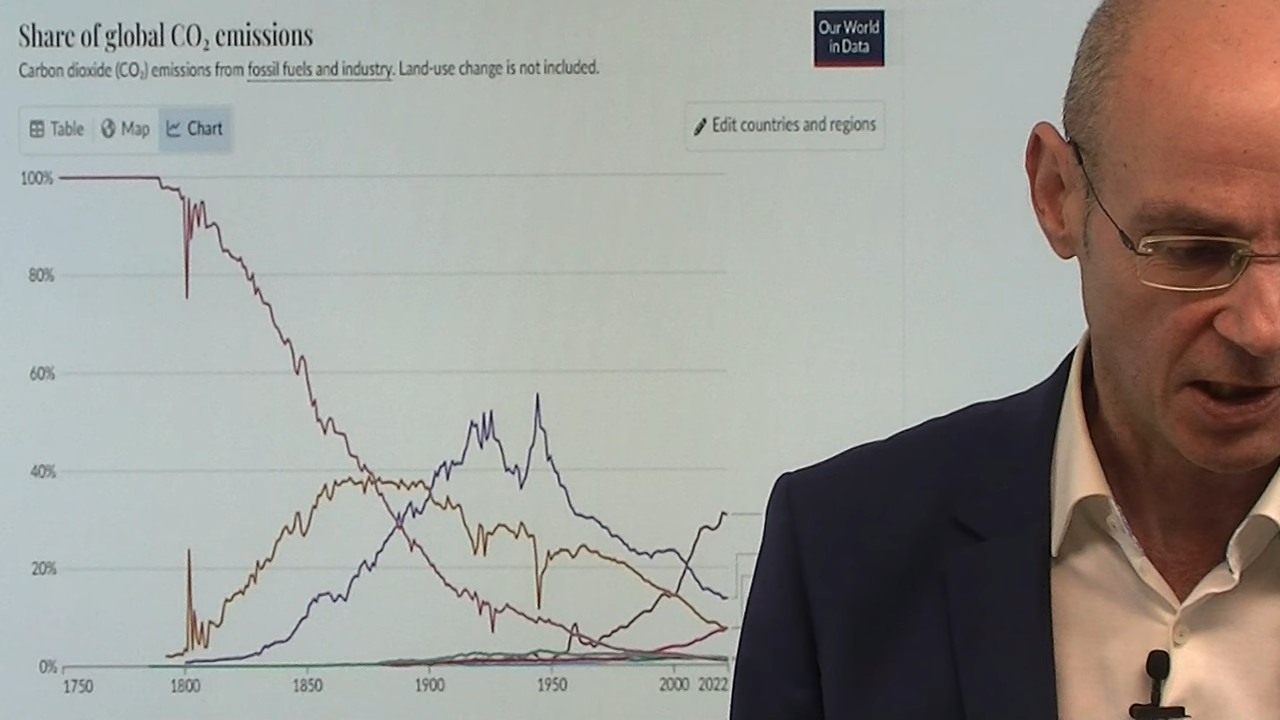 Share of global CO₂ emissions
Our World
in Data
Carbon dioxide (CO₂) emissions from fossil fuels and industry. Land-use change is not included.
Table Map Chart
Edit countries and regions
100%
80%
60%
40%
20%
0%
1750 1800 1850 1900 1950 2000 2022